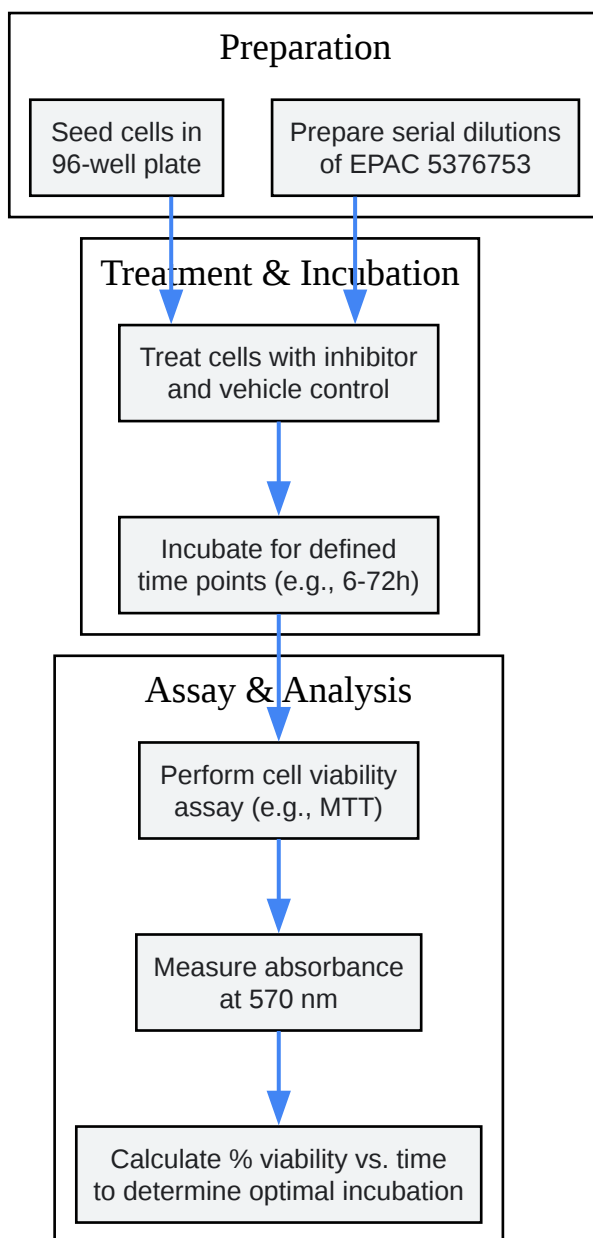 Preparation
Seed cells in
96-well plate
Prepare serial dilutions
of EPAC 5376753
Treatment & Incubation
Treat cells with inhibitor
and vehicle control
Incubate for defined
time points (e.g., 6-72h)
Assay & Analysis
Perform cell viability
assay (e.g., MTT)
Measure absorbance
at 570 nm
Calculate % viability vs. time
to determine optimal incubation